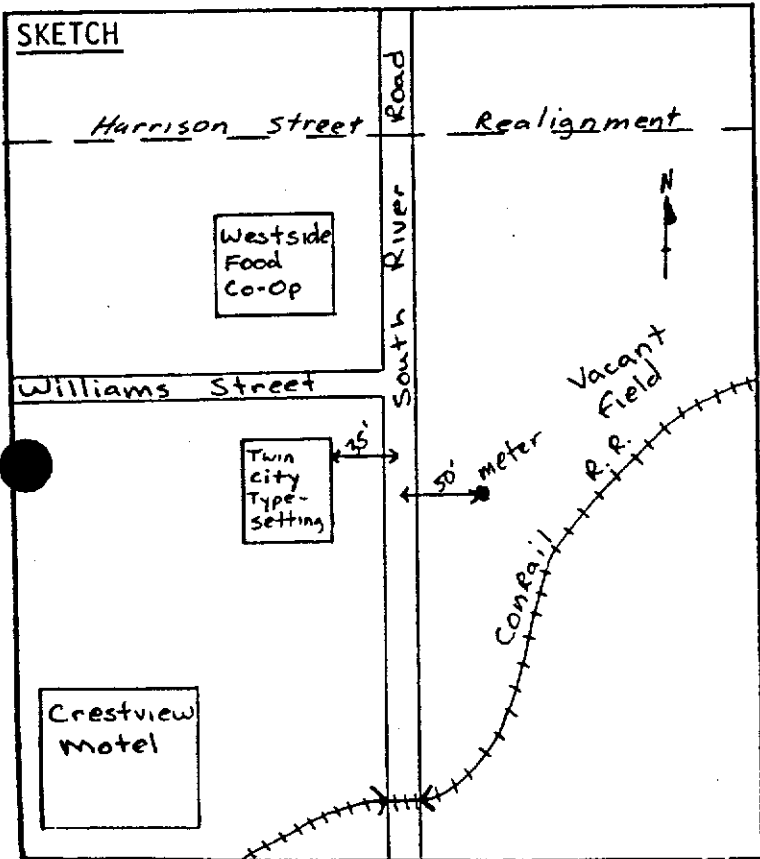 SKETCH
Harrison Street Realignment
South River Road
N
Westside
Food
Co-Op
Williams Street
Vacant
Field
Twin
City
Type-
setting
50'
meter
R.R.
ConRail
Crestview
Motel